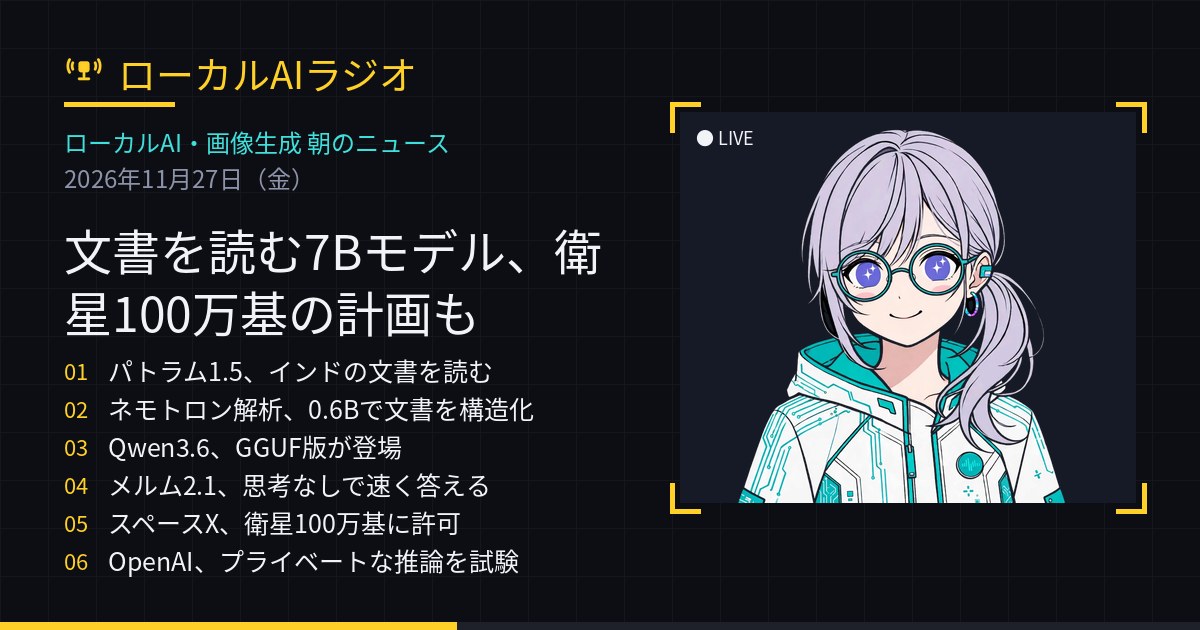 ローカルAIラジオ
ローカルAI・画像生成 朝のニュース
2026年11月27日（金）
文書を読む7Bモデル、衛
星100万基の計画も
01 パトラム1.5、インドの文書を読む
02 ネモトロン解析、0.6Bで文書を構造化
03 Qwen3.6、GGUF版が登場
04 メルム2.1、思考なしで速く答える
05 スペースX、衛星100万基に許可
06 OpenAI、プライベートな推論を試験
LIVE